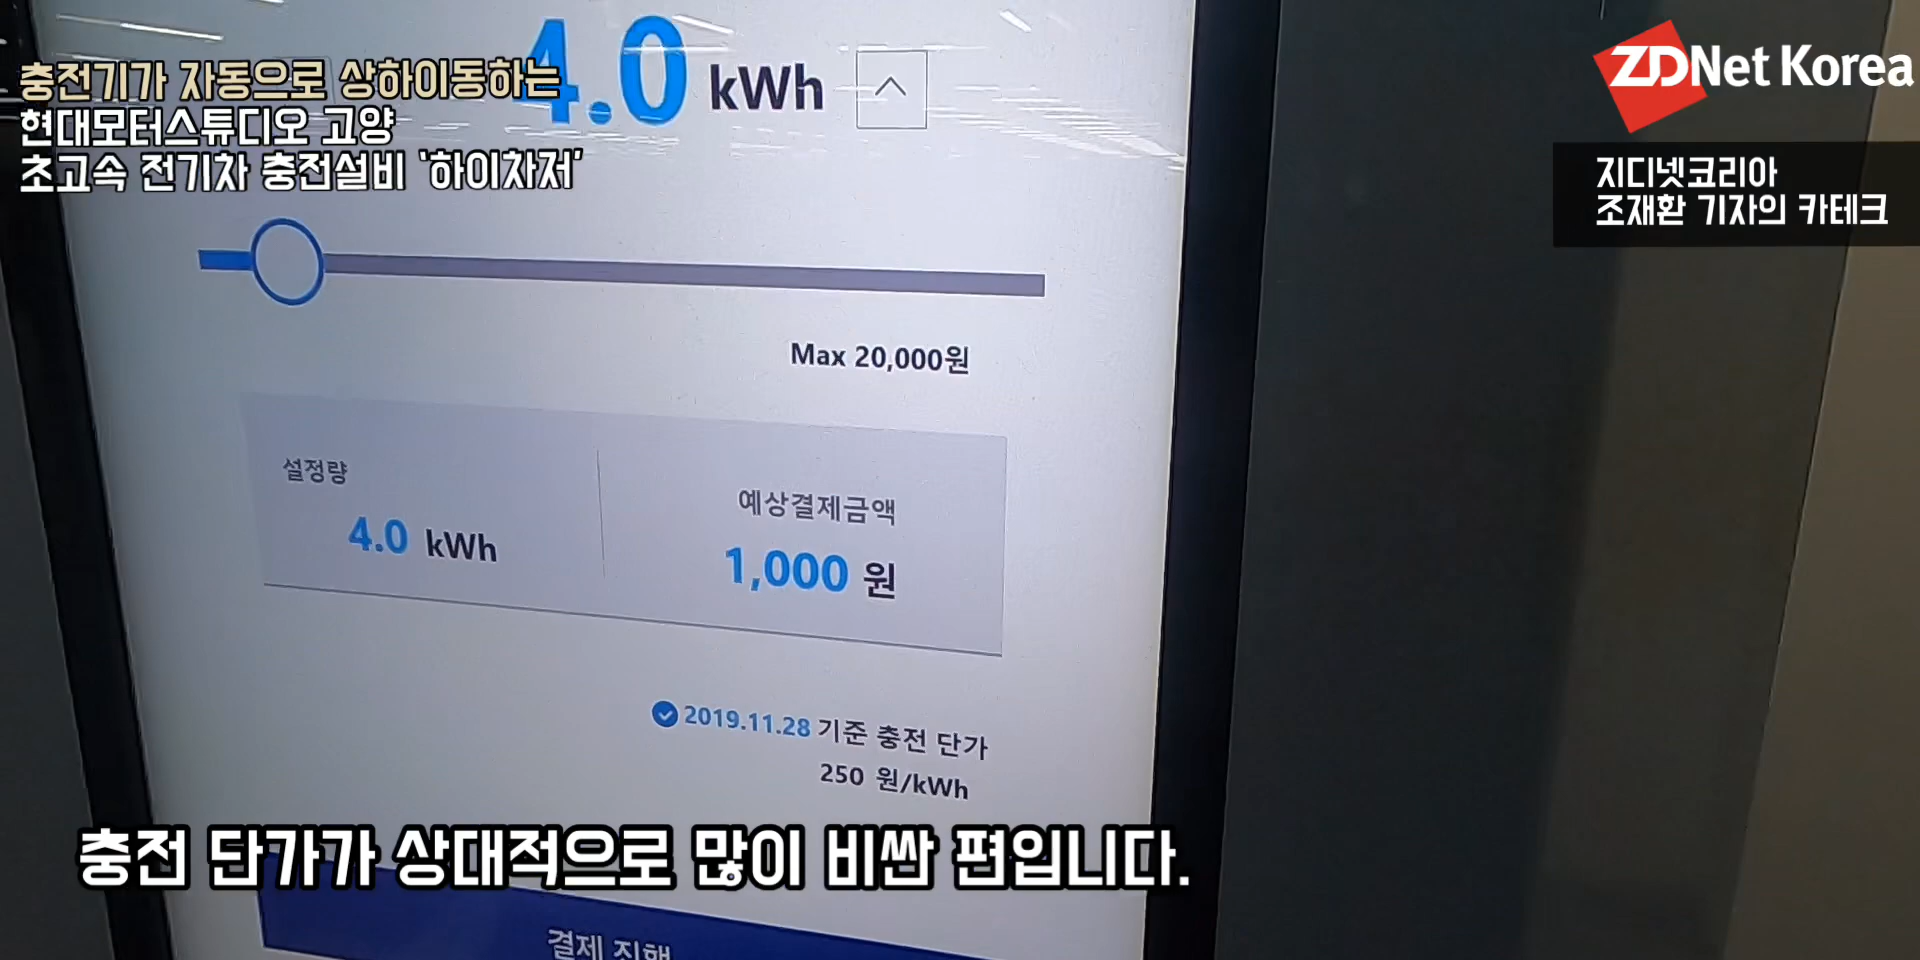 충전기가 자동으로 상하이동하는
현대모터스튜디오 고양
초고속 전기차 충전설비 '하이차저'
ZDNet Korea
지디넷코리아
조재환 기자의 카테크
4.0 kWh
Max 20,000원
설정량
4.0 kWh
예상결제금액
1,000 원
2019.11.28 기준 충전 단가
250 원/kWh
충전 단가가 상대적으로 많이 비싼 편입니다.
결제 진행